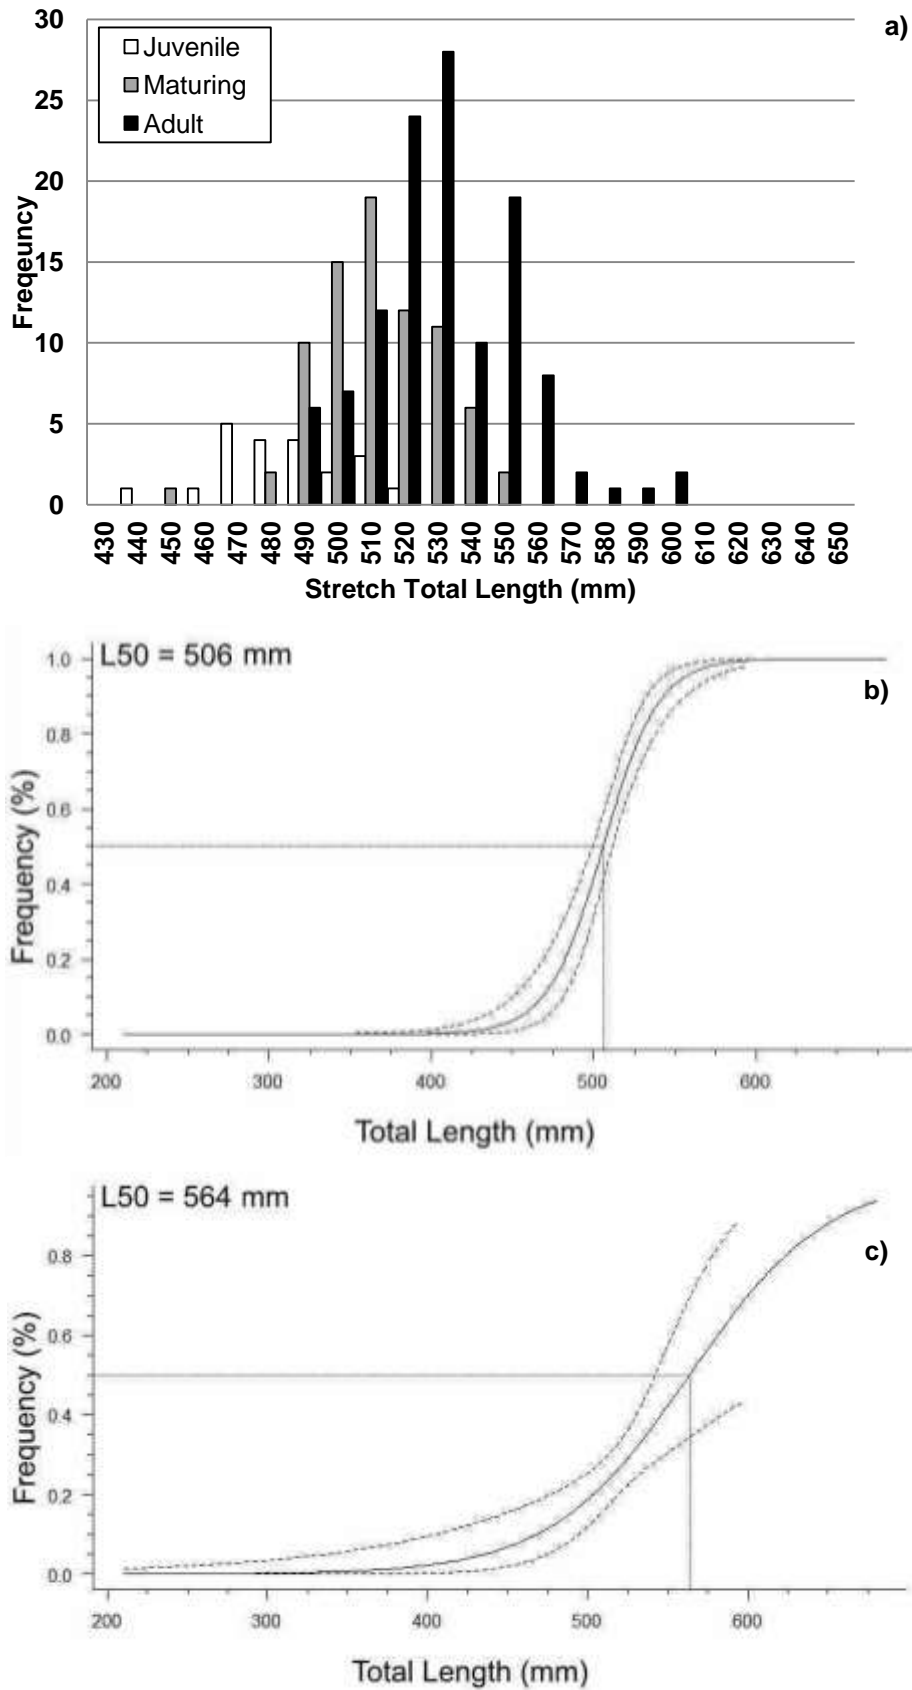 a)
30
25
20
15
10
5
0
Freqeuncy
Juvenile
Maturing
Adult
430 440 450 460 470 480 490 500 510 520 530 540 550 560 570 580 590 600 610 620 630 640 650
Stretch Total Length (mm)
L50 = 506 mm
b)
1.0
0.8
0.6
0.4
0.2
0.0
Frequency (%)
200 300 400 500 600
Total Length (mm)
L50 = 564 mm
c)
0.8
0.6
0.4
0.2
0.0
Frequency (%)
200 300 400 500 600
Total Length (mm)